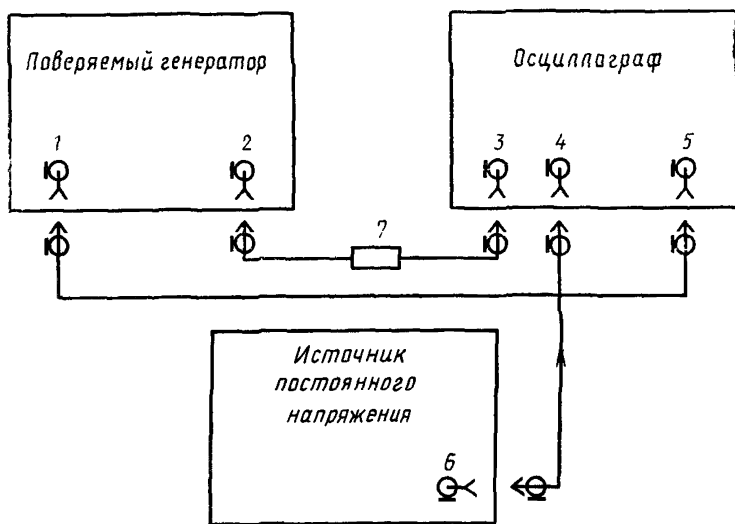 Поверяемый генератор
Осциллограф
1
2
3
4
5
7
Источник
постоянного
напряжения
6